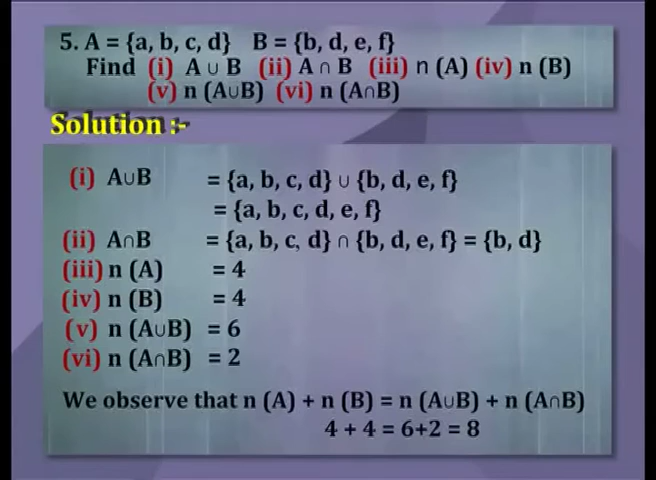 5. A = {a, b, c, d} B = {b, d, e, f}
Find (i) A ∪ B (ii) A ∩ B (iii) n (A) (iv) n (B)
(v) n (A∪B) (vi) n (A∩B)
Solution :-
(i) A∪B = {a, b, c, d} ∪ {b, d, e, f}
= {a, b, c, d, e, f}
(ii) A∩B = {a, b, c, d} ∩ {b, d, e, f} = {b, d}
(iii) n (A) = 4
(iv) n (B) = 4
(v) n (A∪B) = 6
(vi) n (A∩B) = 2
We observe that n (A) + n (B) = n (A∪B) + n (A∩B)
4 + 4 = 6+2 = 8